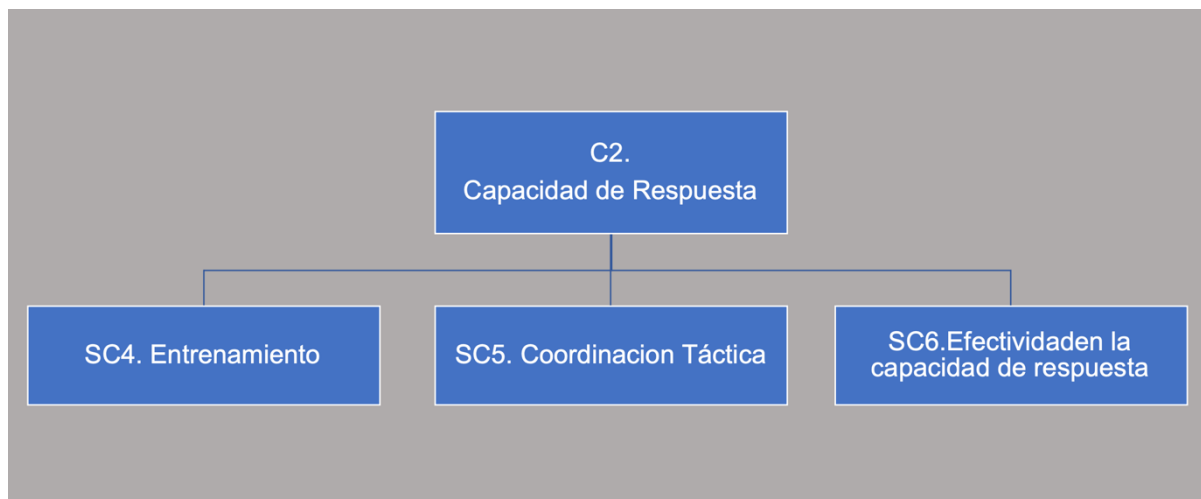 C2.
Capacidad de Respuesta
SC4. Entrenamiento
SC5. Coordinacion Táctica
SC6.Efectividaden la
capacidad de respuesta